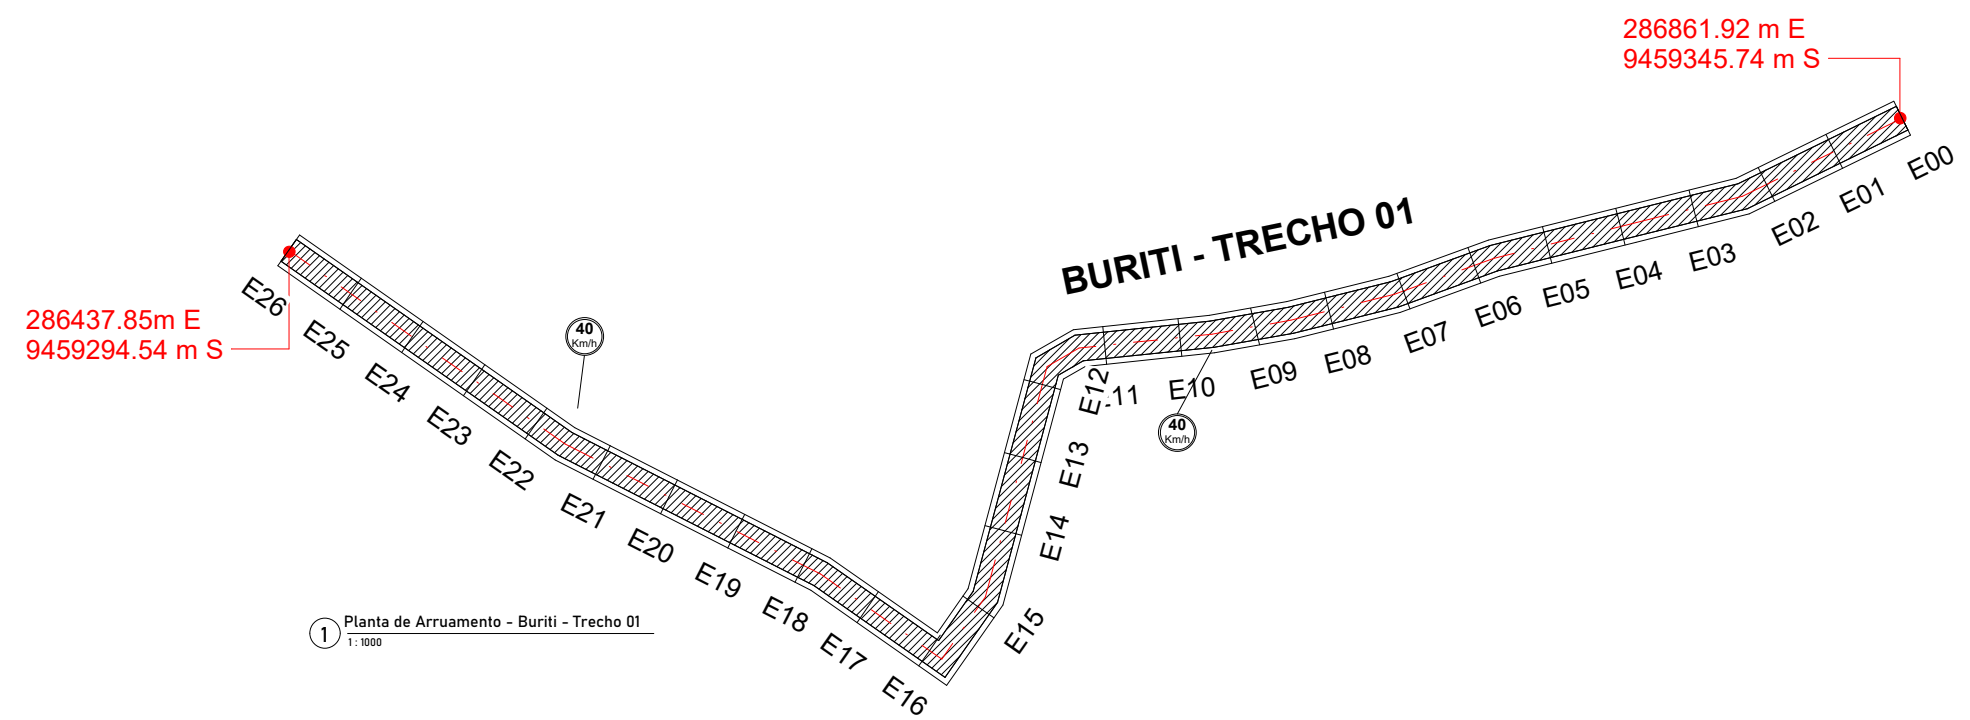 286861.92 m E
9459345.74 m S
E00
E01
E02
E03
E04
E05
E06
E07
E08
E09
E10
E11
E12
E13
E14
E15
E16
E17
E18
E19
E20
E21
E22
E23
E24
E25
E26
BURITI - TRECHO 01
40
Km/h
40
Km/h
286437.85m E
9459294.54 m S
1
Planta de Arruamento - Buriti - Trecho 01
1 : 1000